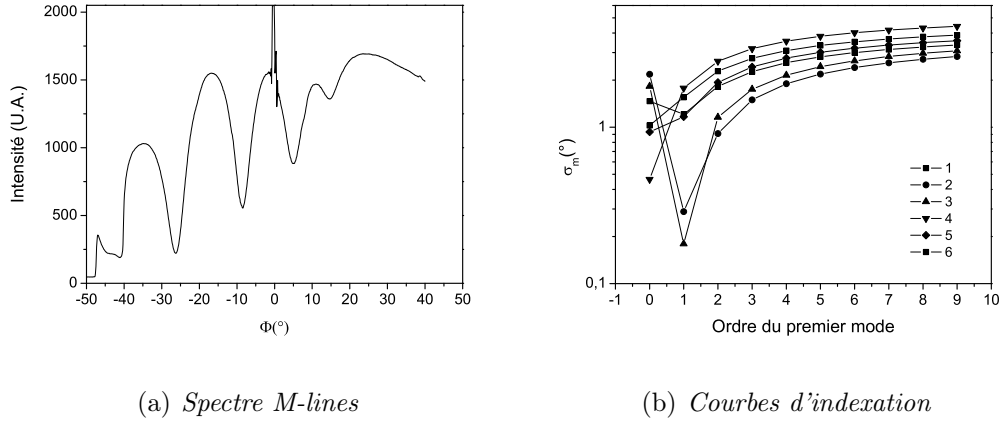 2000
1500
1000
500
0
Intensité (U.A.)
-50 -40 -30 -20 -10 0 10 20 30 40 50
Φ(°)
1
0,1
σm(°)
1
2
3
4
5
6
-1 0 1 2 3 4 5 6 7 8 9 10
Ordre du premier mode
(a) Spectre M-lines
(b) Courbes d'indexation